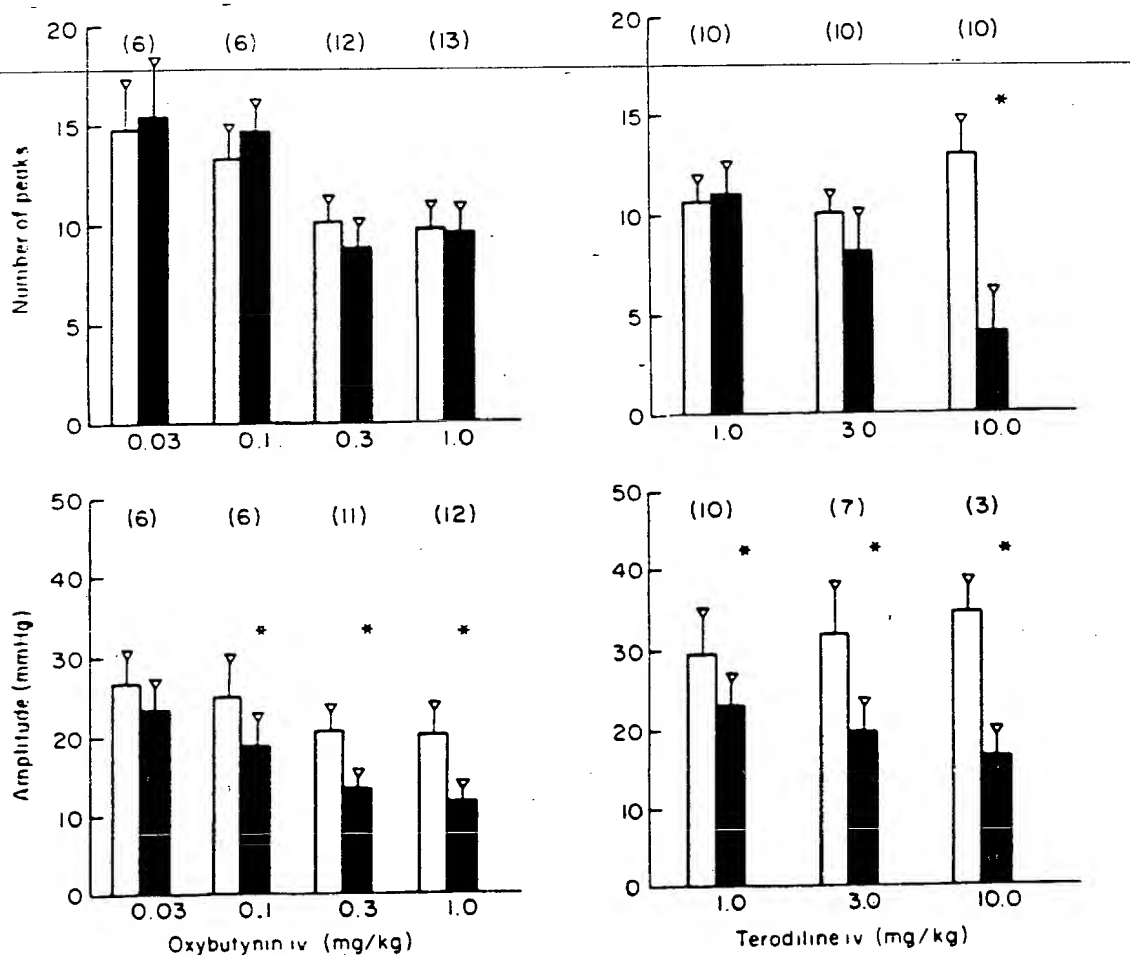 20 (6) (6) (12) (13)
15
10
5
0
Number of peaks
0.03 0.1 0.3 1.0
20 (10) (10) (10)
*
15
10
5
0
1.0 3.0 10.0
50 (6) (6) (11) (12)
40
* * *
30
20
10
0
Amplitude (mmHg)
0.03 0.1 0.3 1.0
Oxybutynin iv (mg/kg)
50 (10) (7) (3)
* * *
40
30
20
10
0
1.0 3.0 10.0
Terodiline iv (mg/kg)